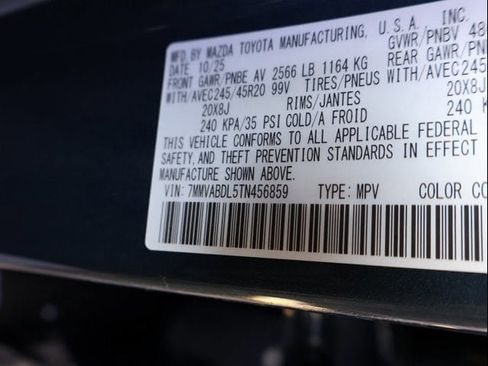 MFD. BY MAZDA TOYOTA MANUFACTURING, U.S.A. INC.
DATE 10/25 GVWR/PNBV 48
FRONT GAWR/PNBE AV 2566 LB 1164 KG REAR GAWR/P
WITH/AVEC245/45R20 99V TIRES/PNEUS WITH/AVEC245
20X8J RIMS/JANTES 20X8J
240 KPA/35 PSI COLD/A FROID 240 K
THIS VEHICLE CONFORMS TO ALL APPLICABLE FEDERAL
SAFETY, AND THEFT PREVENTION STANDARDS IN EFFECT
MANUFACTURE SHOWN ABOVE.
VIN: 7MMVABDL5TN456859 TYPE: MPV COLOR CO